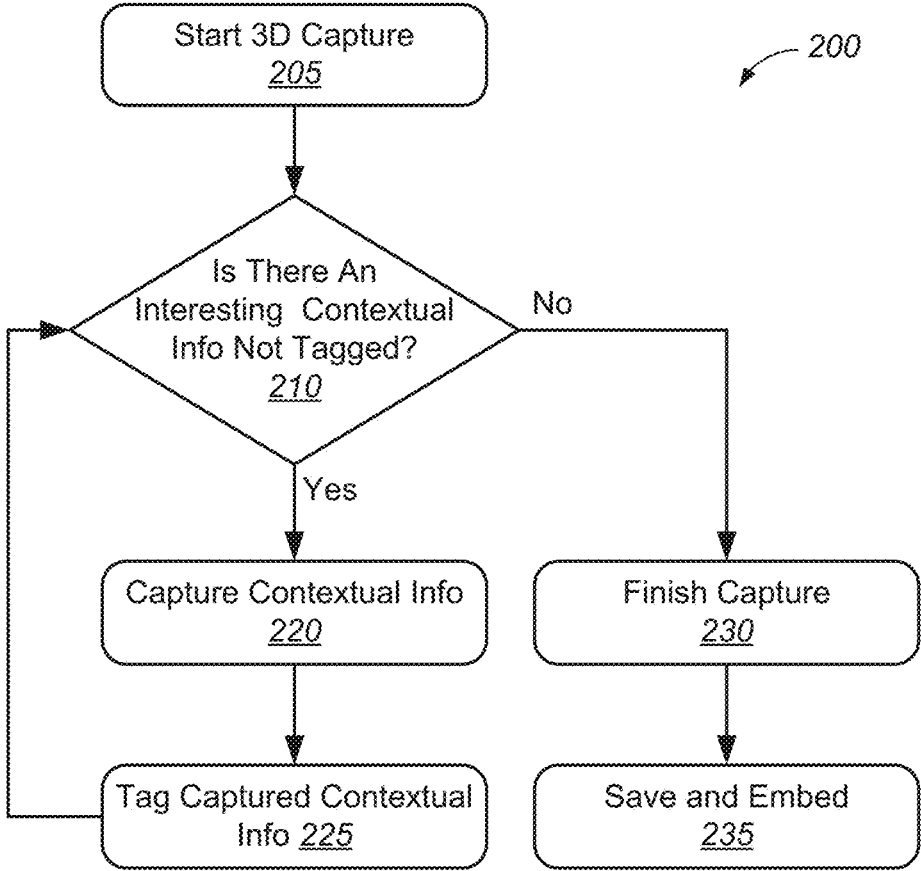 Start 3D Capture
205
200
Is There An
Interesting Contextual
Info Not Tagged?
210
No
Yes
Capture Contextual Info
220
Finish Capture
230
Tag Captured Contextual
Info 225
Save and Embed
235